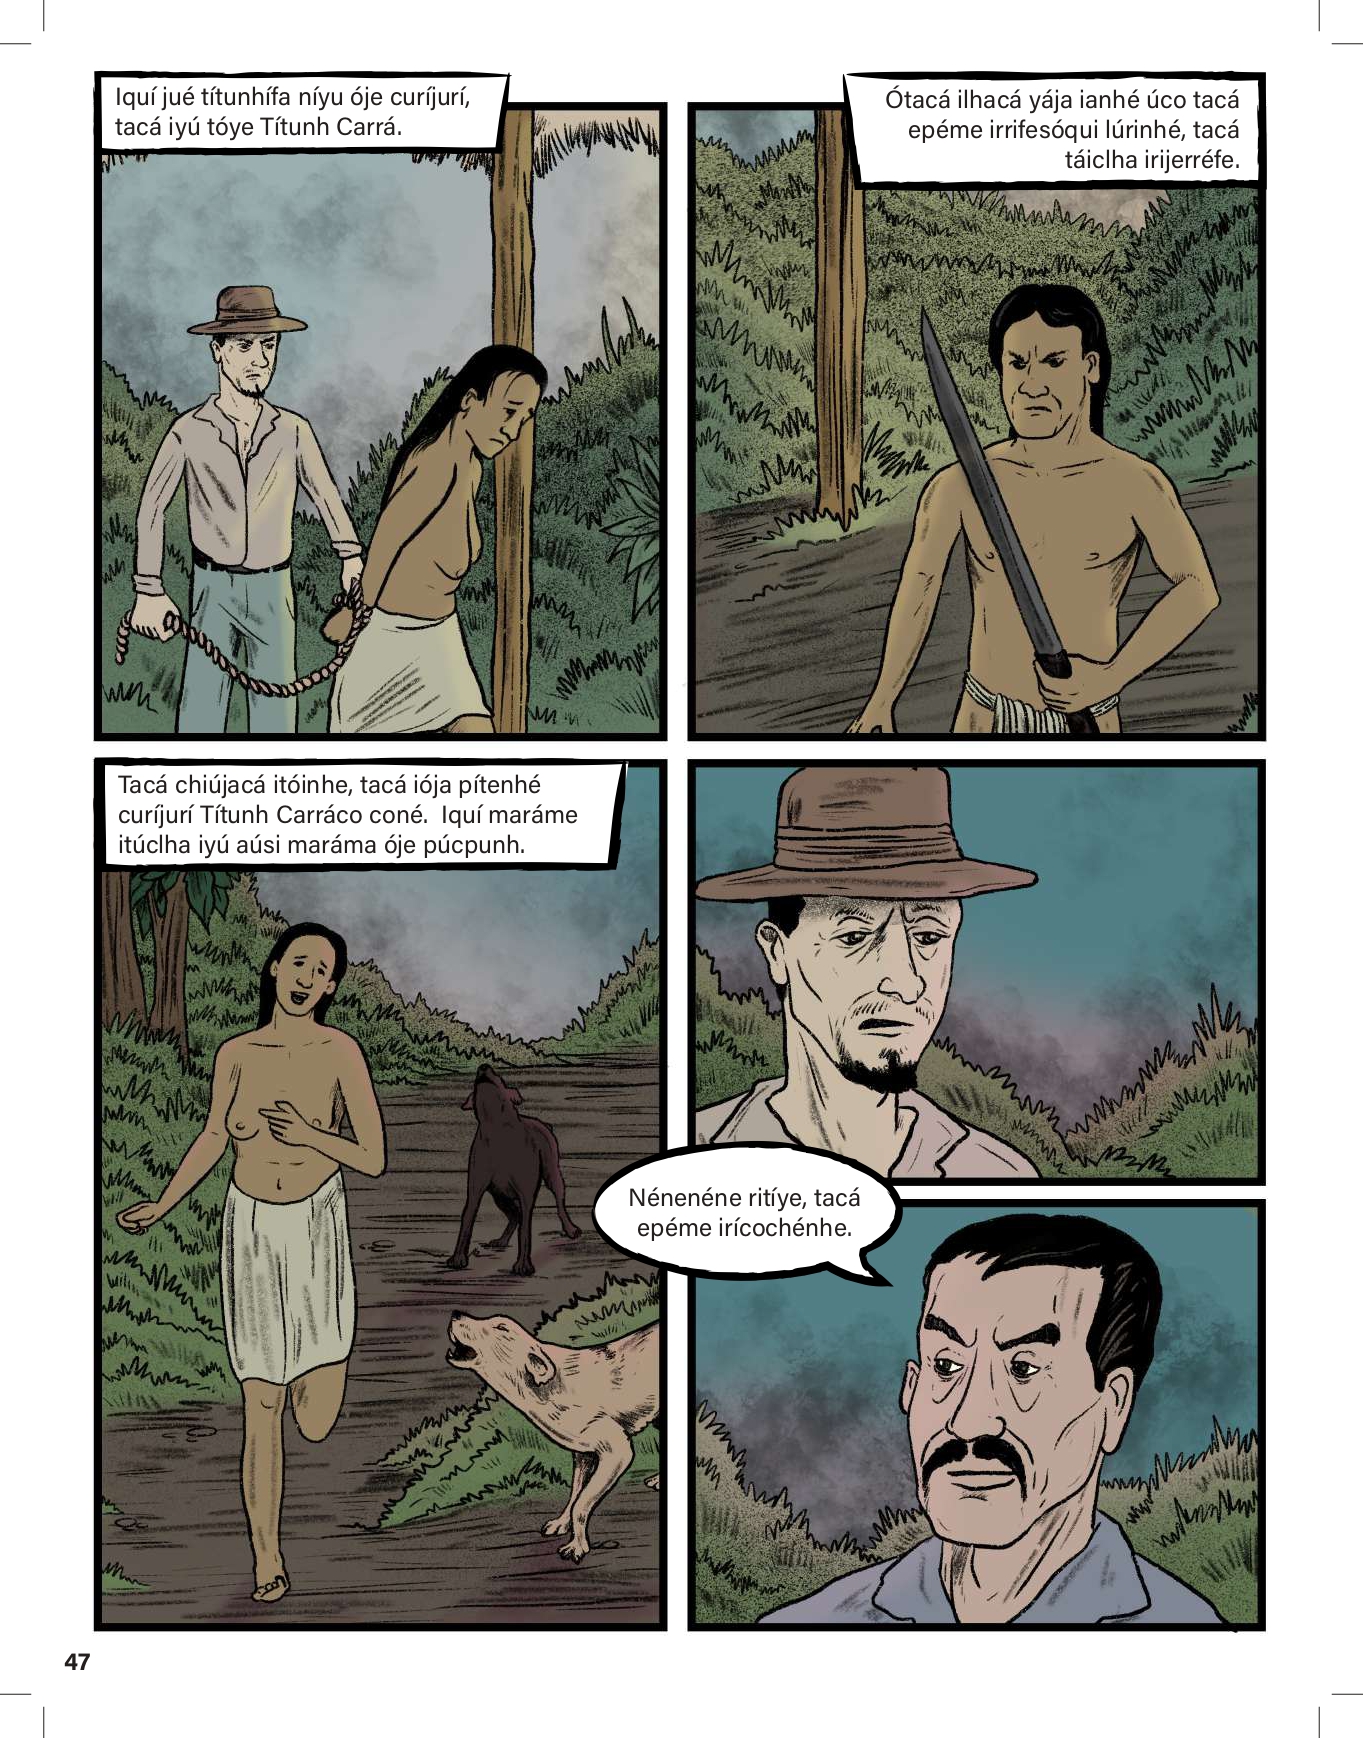 Iquí jué títunhífa níyu óje curíjurí,
tacá iyú tóye Títunh Carrá.
Ótacá ilhacá yája ianhé úco tacá
epéme irrifesóqui lúrinhé, tacá
táiclha irijerréfe.
Tacá chiújacá itóinhe, tacá iója pítenhé
curíjurí Títunh Carráco coné.  Iquí maráme
itúclha iyú aúsi maráma óje púcpunh.
Nénenéne ritíye, tacá
epéme irícochénhe.
47